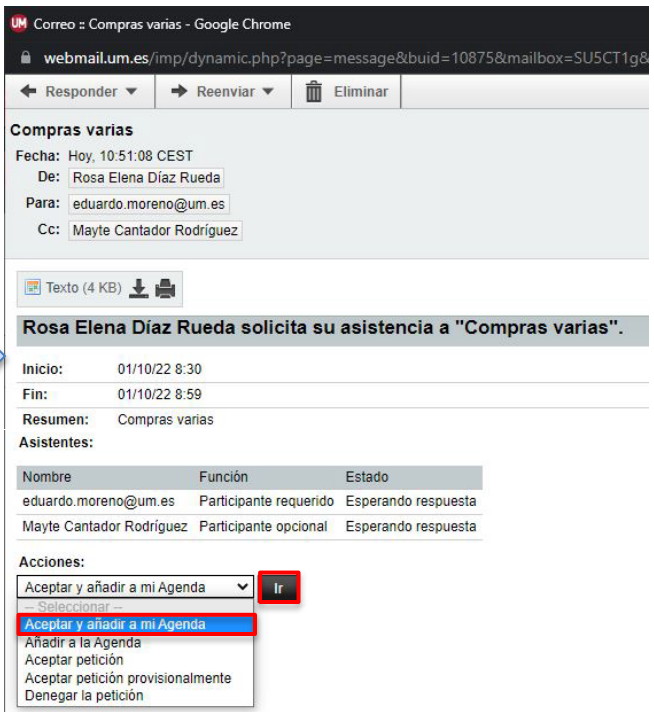 UM Correo :: Compras varias - Google Chrome
webmail.um.es/imp/dynamic.php?page=message&buid=10875&mailbox=SU5CT1g&
Responder Reenviar Eliminar
Compras varias
Fecha: Hoy, 10:51:08 CEST
De: Rosa Elena Díaz Rueda
Para: eduardo.moreno@um.es
Cc: Mayte Cantador Rodríguez
Texto (4 KB)
Rosa Elena Díaz Rueda solicita su asistencia a "Compras varias".
Inicio: 01/10/22 8:30
Fin: 01/10/22 8:59
Resumen: Compras varias
Asistentes:
Nombre Función Estado
eduardo.moreno@um.es Participante requerido Esperando respuesta
Mayte Cantador Rodríguez Participante opcional Esperando respuesta
Acciones:
Aceptar y añadir a mi Agenda Ir
-- Seleccionar --
Aceptar y añadir a mi Agenda
Añadir a la Agenda
Aceptar petición
Aceptar petición provisionalmente
Denegar la petición